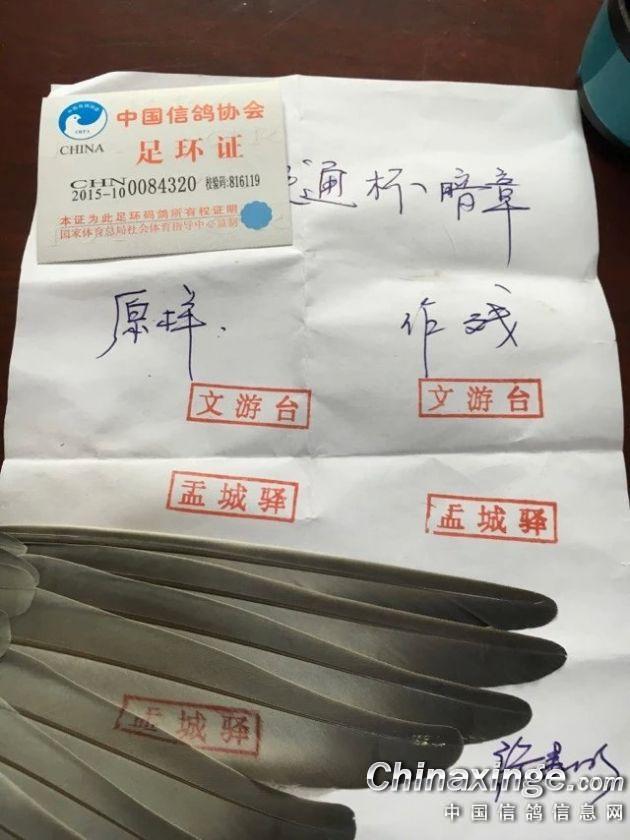 中国信鸽协会
CHINA
足环证
CHN
2015-10 0084320 校验码:816119
本证为此足环码鸽所有权证明
国家体育总局社会体育指导中心监制
通杯、暗章
原样.
作残
文游台
文游台
盂城驿
盂城驿
盂城驿
Chinaxinge.com
中国信鸽信息网